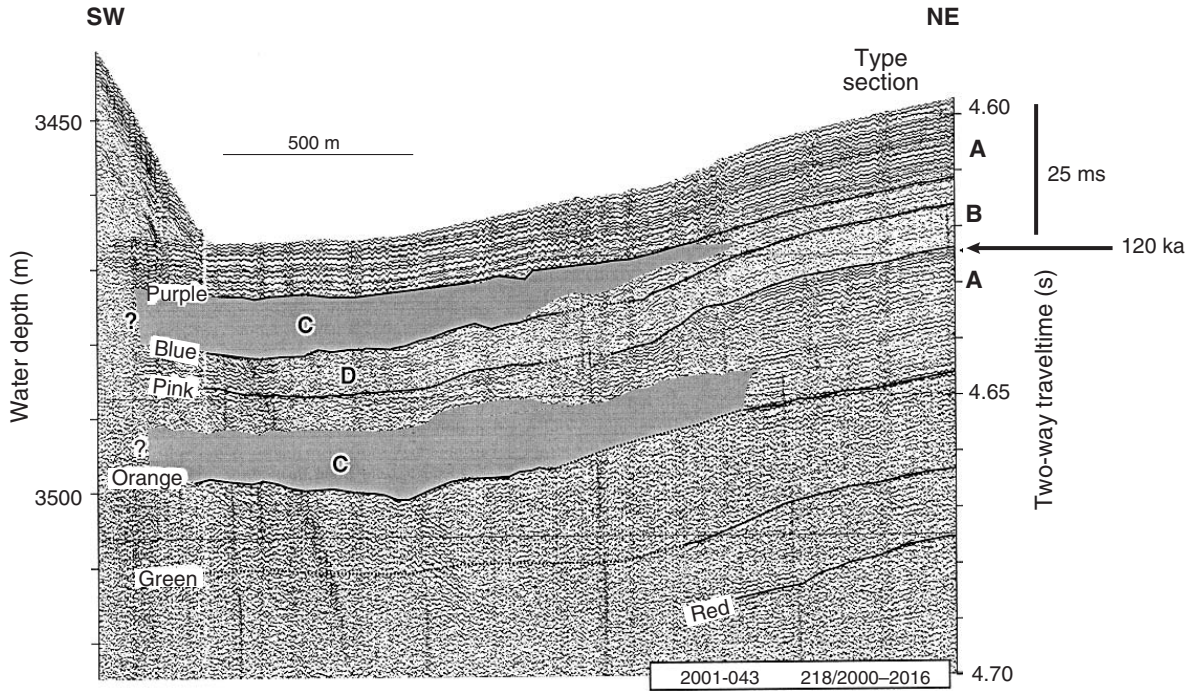 SW
NE
Type
section
3450
4.60
500 m
A
25 ms
B
120 ka
A
Purple
?
C
Blue
D
Pink
4.65
?
C
Orange
3500
Green
Red
Water depth (m)
Two-way traveltime (s)
2001-043 218/2000–2016
4.70